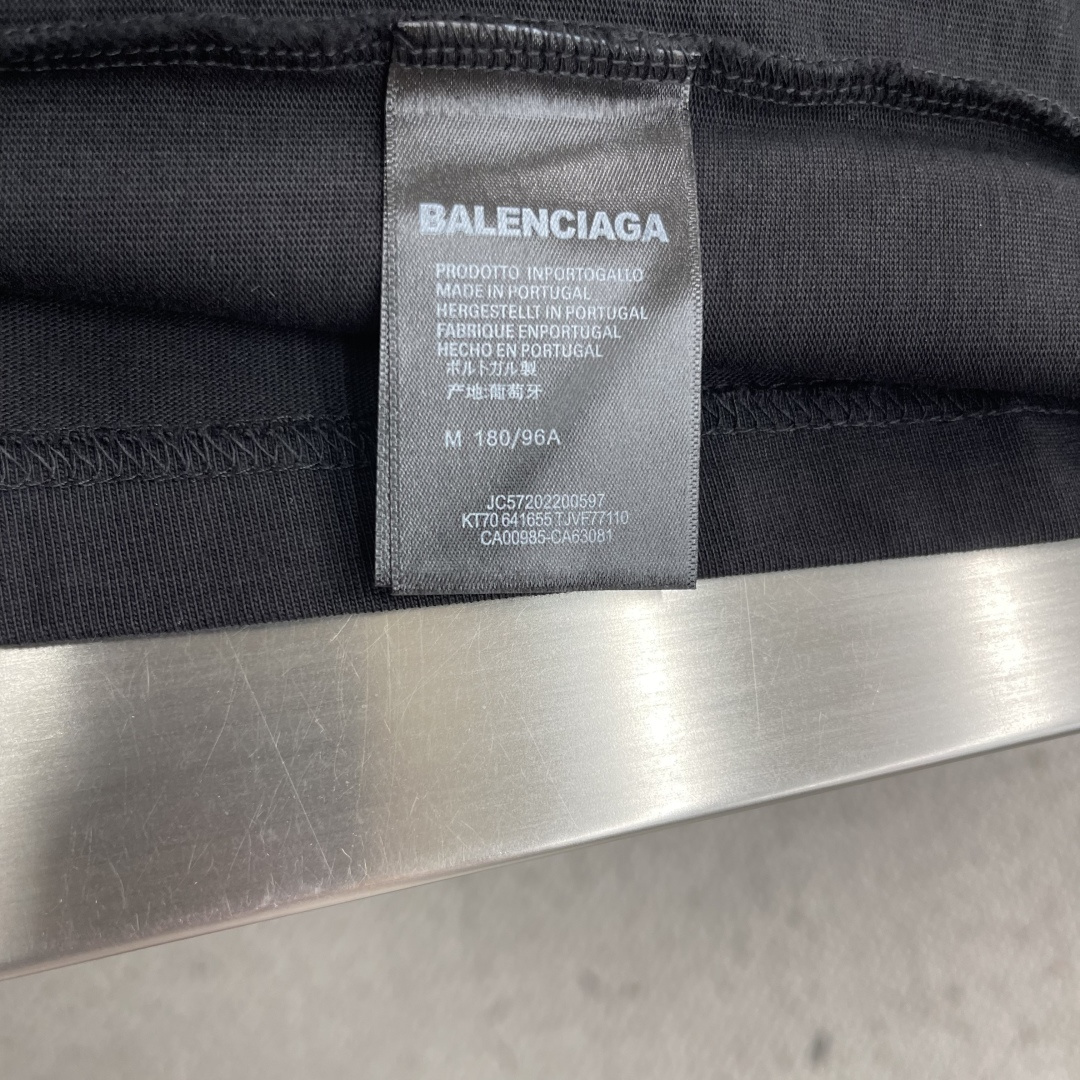 BALENCIAGA
PRODOTTO INPORTOGALLO
MADE IN PORTUGAL
HERGESTELLT IN PORTUGAL
FABRIQUE ENPORTUGAL
HECHO EN PORTUGAL
ポルトガル製
产地:葡萄牙
M 180/96A
JC57202200597
KT70 641655 TJVF77110
CA00985-CA63081